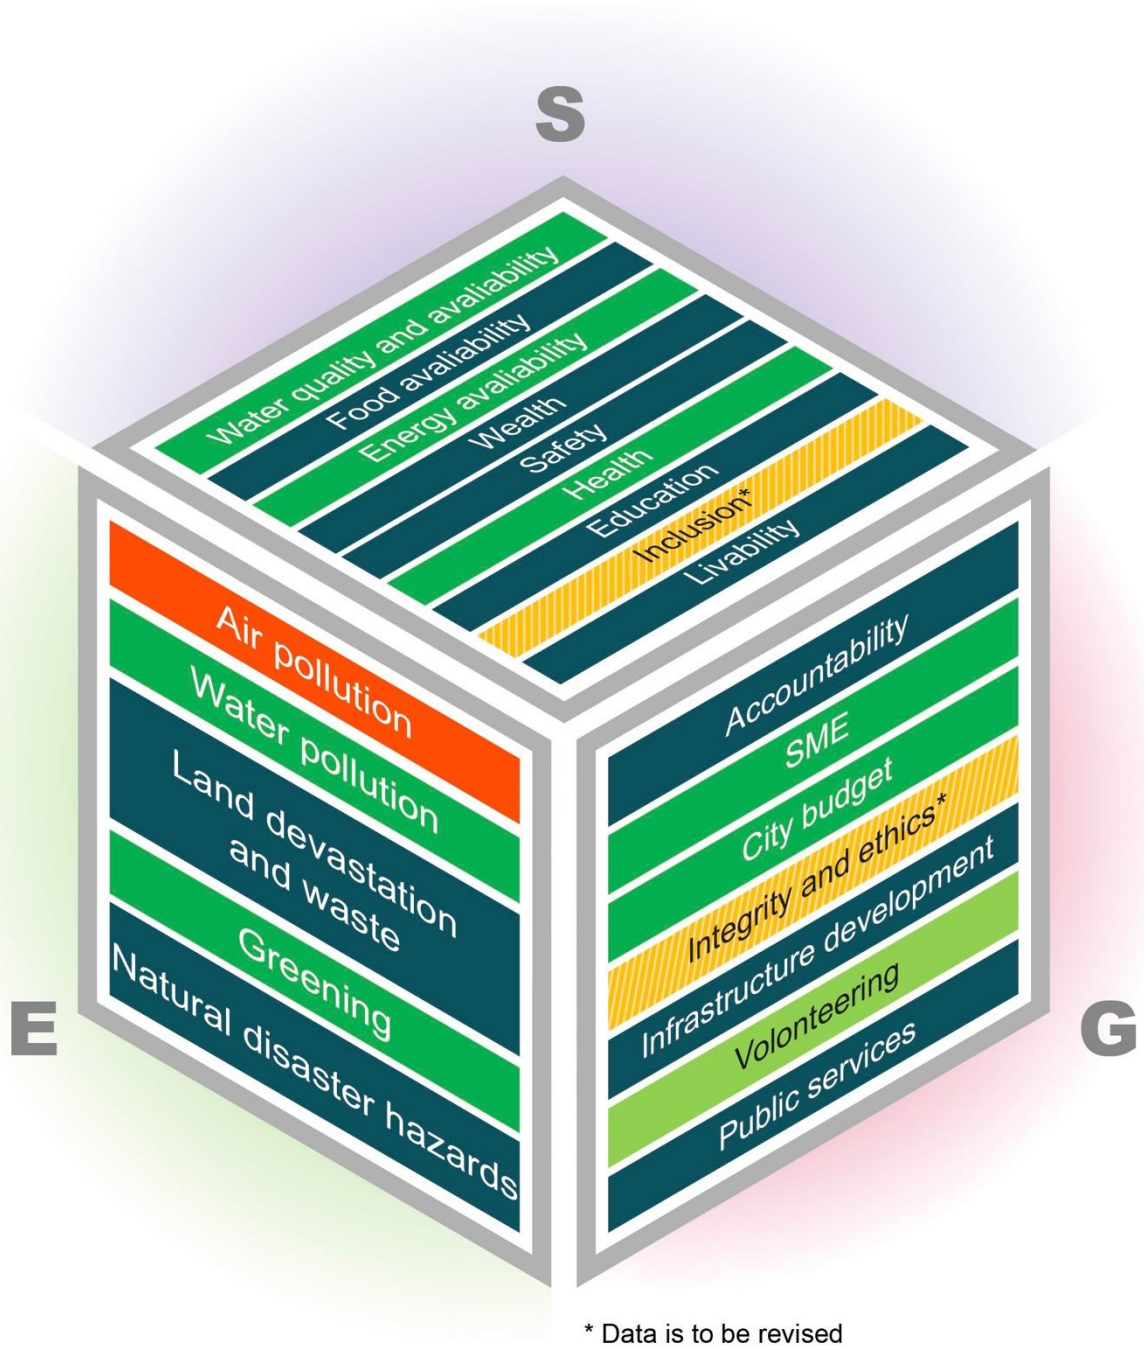 S
Water quality and avaliability
Food avaliability
Energy avaliability
Wealth
Safety
Health
Education
Inclusion*
Livability
E
Air pollution
Water pollution
Land devastation
and waste
Greening
Natural disaster hazards
G
Accountability
SME
City budget
Integrity and ethics*
Infrastructure development
Volonteering
Public services
* Data is to be revised